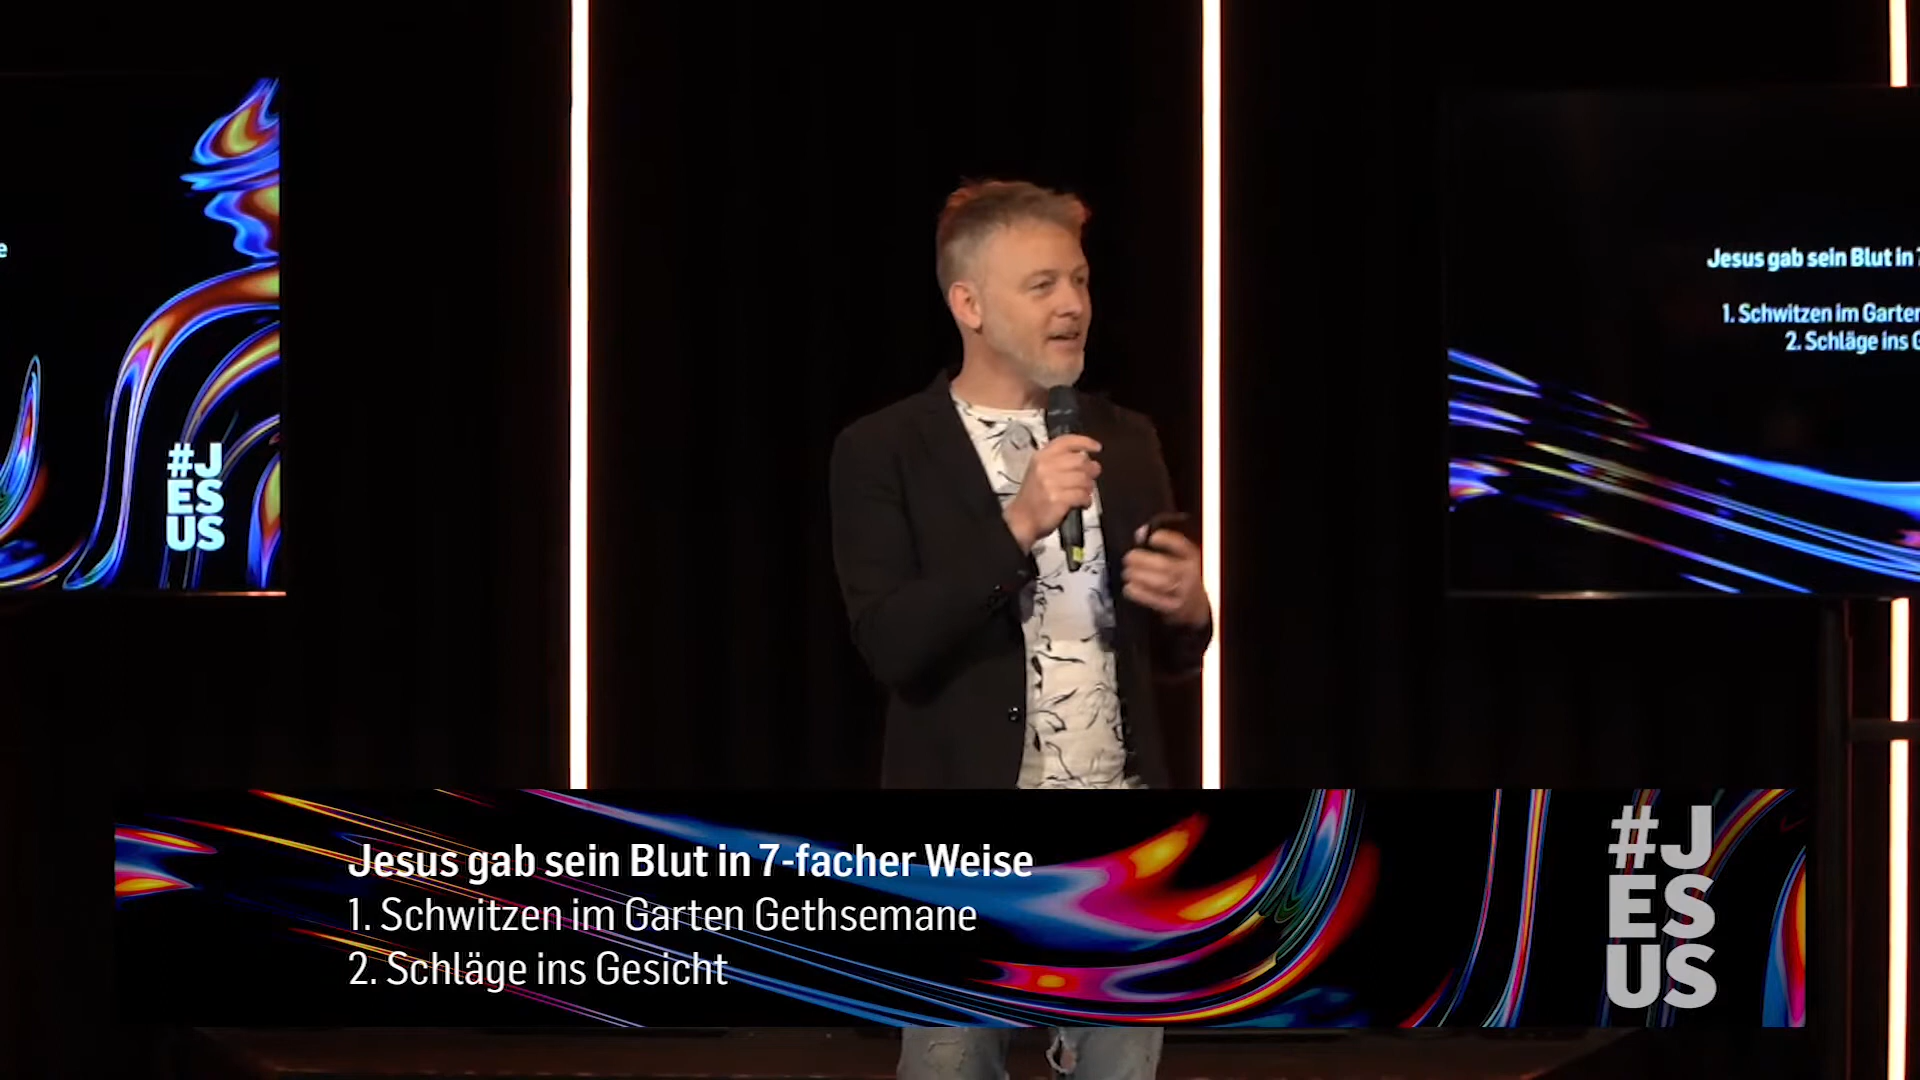 e
#J
ES
US
Jesus gab sein Blut in 7
1. Schwitzen im Garten
2. Schläge ins G
Jesus gab sein Blut in 7-facher Weise
1. Schwitzen im Garten Gethsemane
2. Schläge ins Gesicht
#J
ES
US